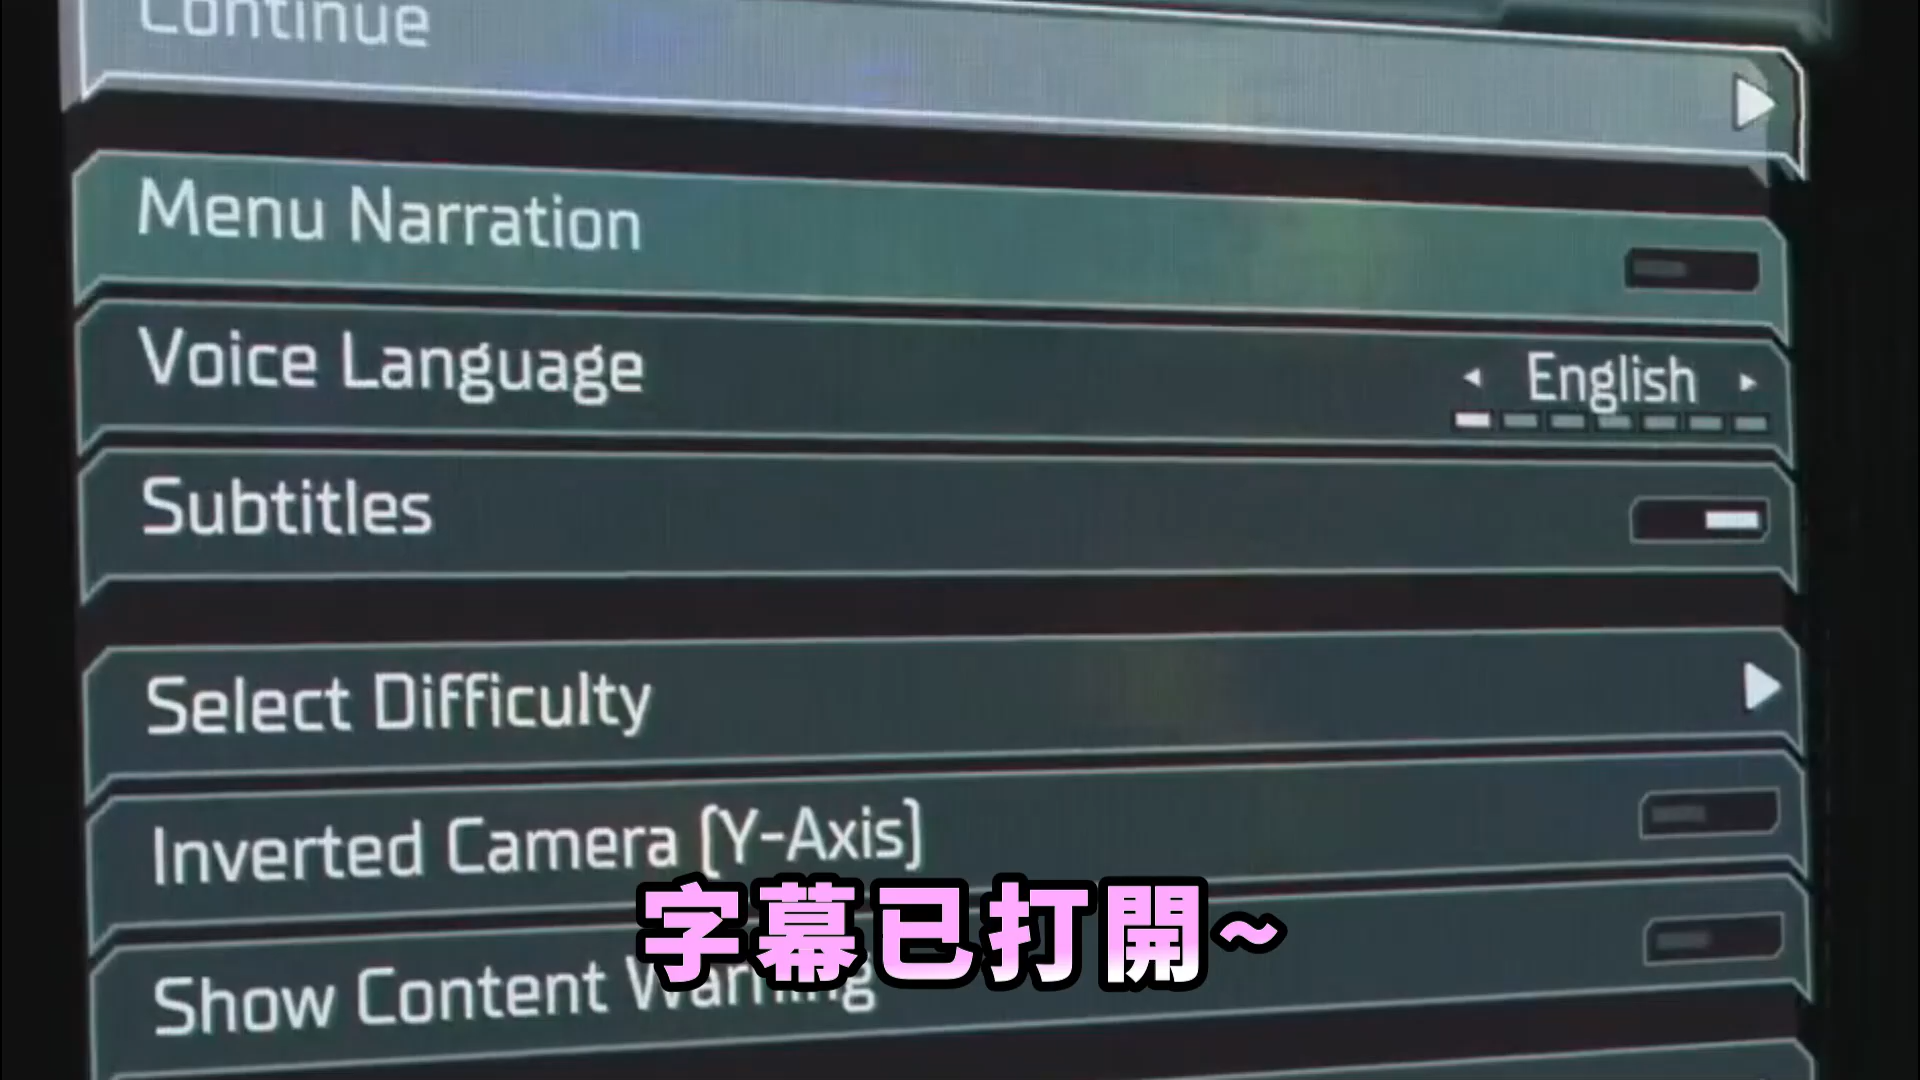 Continue
Menu Narration
Voice Language
English
Subtitles
Select Difficulty
Inverted Camera (Y-Axis)
Show Content Warning
字幕已打開~